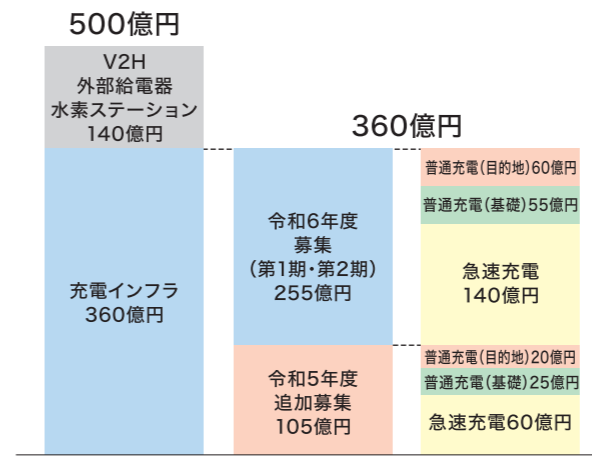 500億円
V2H
外部給電器
水素ステーション
140億円
充電インフラ
360億円
360億円
令和6年度
募集
(第1期・第2期)
255億円
令和5年度
追加募集
105億円
普通充電(目的地)60億円
普通充電(基礎)55億円
急速充電
140億円
普通充電(目的地)20億円
普通充電(基礎)25億円
急速充電60億円